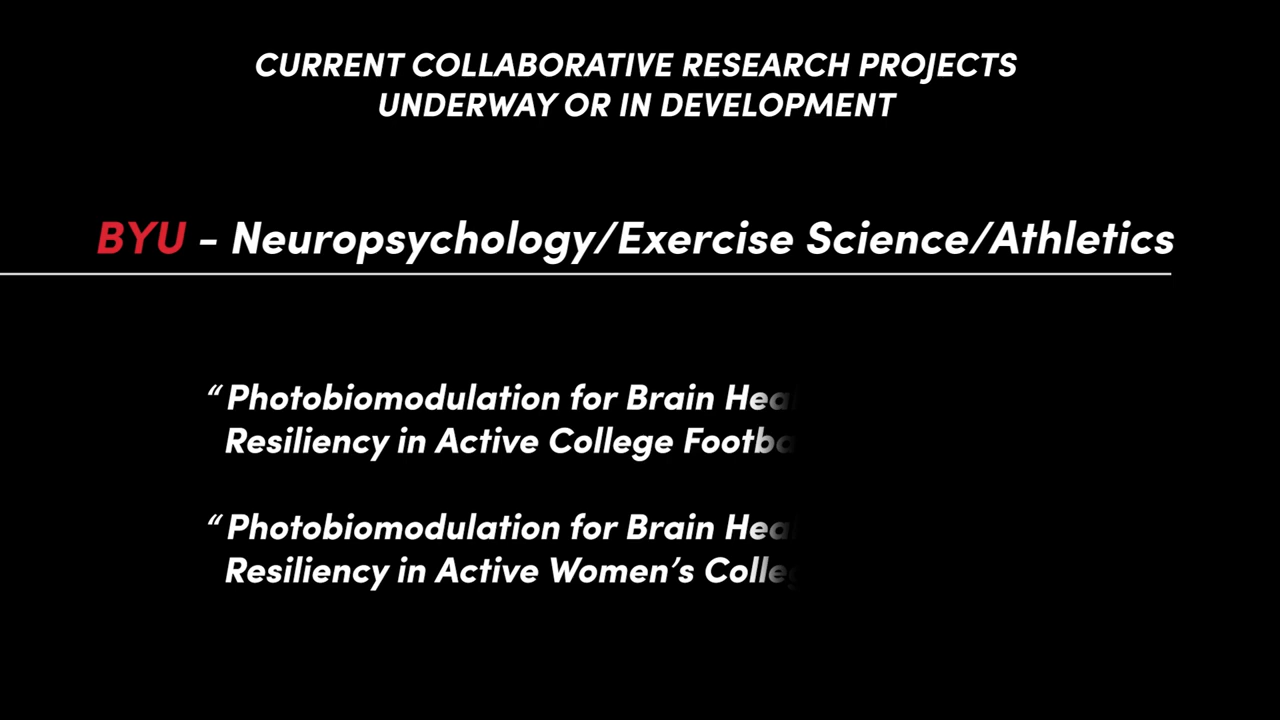 CURRENT COLLABORATIVE RESEARCH PROJECTS
UNDERWAY OR IN DEVELOPMENT
BYU - Neuropsychology/Exercise Science/Athletics
“Photobiomodulation for Brain
Resiliency in Active College
“Photobiomodulation for Brain
Resiliency in Active Women’s